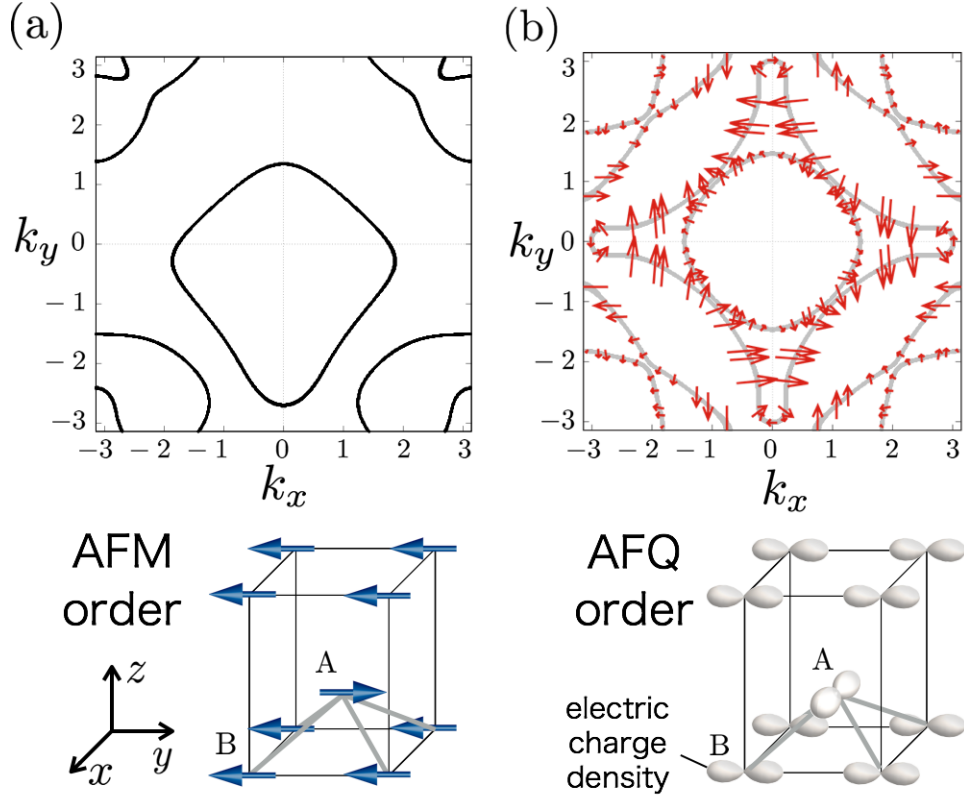 (a)
3
2
1
0
−1
−2
−3
k_y
−3 −2 −1 0 1 2 3
k_x
(b)
3
2
1
0
−1
−2
−3
k_y
−3 −2 −1 0 1 2 3
k_x
AFM
order
z
y
x
A
B
AFQ
order
A
B
electric
charge
density